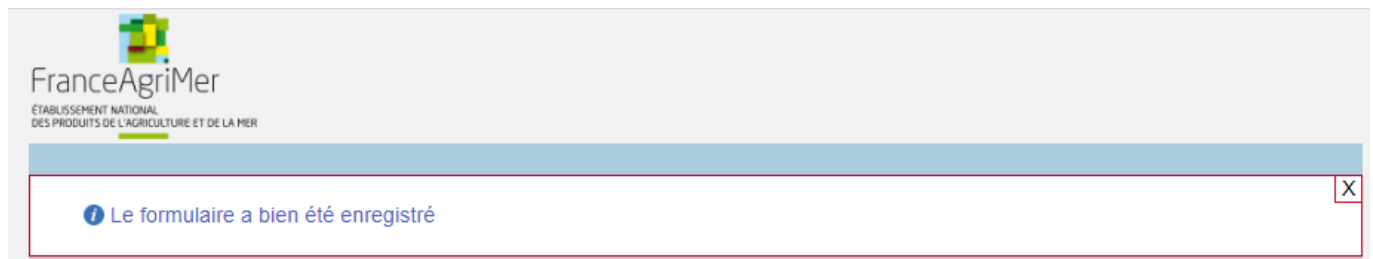 FranceAgriMer
ÉTABLISSEMENT NATIONAL
DES PRODUITS DE L'AGRICULTURE ET DE LA MER
X
i Le formulaire a bien été enregistré